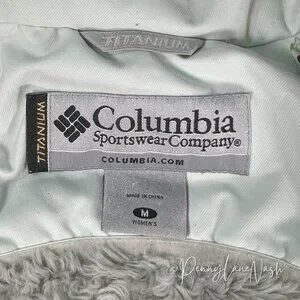 TITANIUM
TITANIUM
Columbia
Sportswear Company®
COLUMBIA.COM
MADE IN CHINA
M
WOMEN'S
@PennyLaneNash